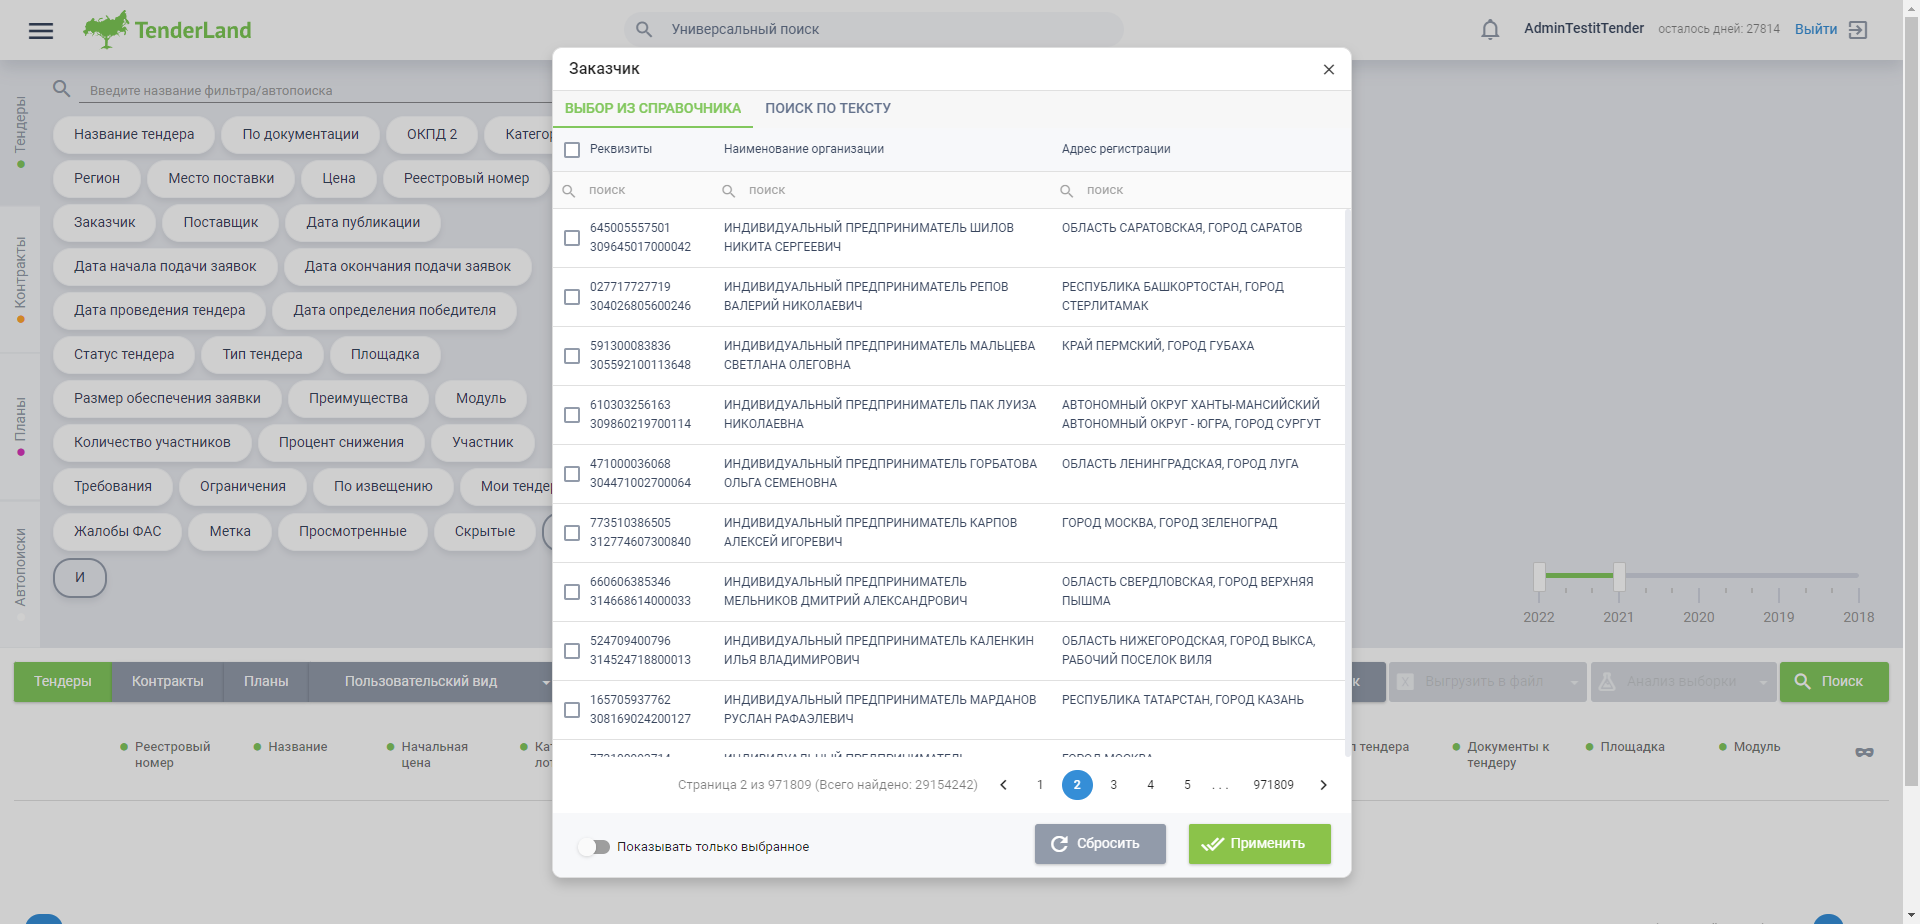 TenderLand
Универсальный поиск
AdminTestitTender
осталось дней: 27814
Выйти
Тендеры
Контракты
Планы
Автопоиски
Введите название фильтра/автопоиска
Название тендера
По документации
ОКПД 2
Регион
Место поставки
Цена
Реестровый номер
Заказчик
Поставщик
Дата публикации
Дата начала подачи заявок
Дата окончания подачи заявок
Дата проведения тендера
Дата определения победителя
Статус тендера
Тип тендера
Площадка
Размер обеспечения заявки
Преимущества
Модуль
Количество участников
Процент снижения
Участник
Требования
Ограничения
По извещению
Мои
Жалобы ФАС
Метка
Просмотренные
Скрытые
И
Заказчик
ВЫБОР ИЗ СПРАВОЧНИКА
ПОИСК ПО ТЕКСТУ
Реквизиты
Наименование организации
Адрес регистрации
поиск
поиск
поиск
645005557501
309645017000042
ИНДИВИДУАЛЬНЫЙ ПРЕДПРИНИМАТЕЛЬ ШИЛОВ
НИКИТА СЕРГЕЕВИЧ
ОБЛАСТЬ САРАТОВСКАЯ, ГОРОД САРАТОВ
027717727719
304026805600246
ИНДИВИДУАЛЬНЫЙ ПРЕДПРИНИМАТЕЛЬ РЕПОВ
ВАЛЕРИЙ НИКОЛАЕВИЧ
РЕСПУБЛИКА БАШКОРТОСТАН, ГОРОД
СТЕРЛИТАМАК
591300083836
305592100113648
ИНДИВИДУАЛЬНЫЙ ПРЕДПРИНИМАТЕЛЬ МАЛЬЦЕВА
СВЕТЛАНА ОЛЕГОВНА
КРАЙ ПЕРМСКИЙ, ГОРОД ГУБАХА
610303256163
309860219700114
ИНДИВИДУАЛЬНЫЙ ПРЕДПРИНИМАТЕЛЬ ПАК ЛУИЗА
НИКОЛАЕВНА
АВТОНОМНЫЙ ОКРУГ ХАНТЫ-МАНСИЙСКИЙ
АВТОНОМНЫЙ ОКРУГ - ЮГРА, ГОРОД СУРГУТ
471000036068
304471002700064
ИНДИВИДУАЛЬНЫЙ ПРЕДПРИНИМАТЕЛЬ ГОРБАТОВА
ОЛЬГА СЕМЕНОВНА
ОБЛАСТЬ ЛЕНИНГРАДСКАЯ, ГОРОД ЛУГА
773510386505
312774607300840
ИНДИВИДУАЛЬНЫЙ ПРЕДПРИНИМАТЕЛЬ КАРПОВ
АЛЕКСЕЙ ИГОРЕВИЧ
ГОРОД МОСКВА, ГОРОД ЗЕЛЕНОГРАД
660606385346
314668614000033
ИНДИВИДУАЛЬНЫЙ ПРЕДПРИНИМАТЕЛЬ
МЕЛЬНИКОВ ДМИТРИЙ АЛЕКСАНДРОВИЧ
ОБЛАСТЬ СВЕРДЛОВСКАЯ, ГОРОД ВЕРХНЯЯ
ПЫШМА
524709400796
314524718800013
ИНДИВИДУАЛЬНЫЙ ПРЕДПРИНИМАТЕЛЬ КАЛЕНКИН
ИЛЬЯ ВЛАДИМИРОВИЧ
ОБЛАСТЬ НИЖЕГОРОДСКАЯ, ГОРОД ВЫКСА,
РАБОЧИЙ ПОСЕЛОК ВИЛЯ
165705937762
308169024200127
ИНДИВИДУАЛЬНЫЙ ПРЕДПРИНИМАТЕЛЬ МАРДАНОВ
РУСЛАН РАФАЭЛЕВИЧ
РЕСПУБЛИКА ТАТАРСТАН, ГОРОД КАЗАНЬ
Страница 2 из 971809 (Всего найдено: 29154242)
1 2 3 4 5 ... 971809
Показывать только выбранное
Сбросить
Применить
2022 2021 2020 2019 2018
Тендеры
Контракты
Планы
Пользовательский вид
Выгрузить в файл
Анализ выборки
Поиск
Реестровый
номер
Название
Начальная
цена
тендера
Документы к
тендеру
Площадка
Модуль